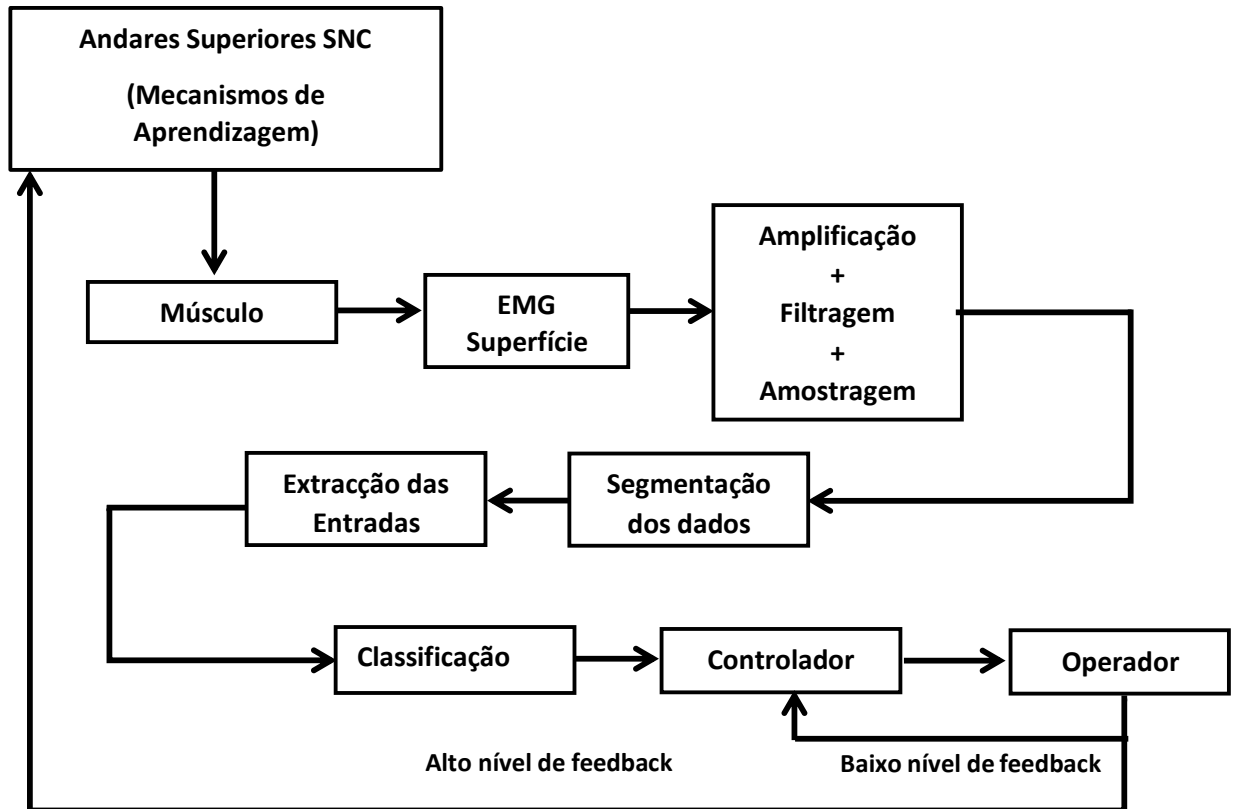 Andares Superiores SNC
(Mecanismos de
Aprendizagem)
Músculo
EMG
Superfície
Amplificação
+
Filtragem
+
Amostragem
Extracção das
Entradas
Segmentação
dos dados
Classificação
Controlador
Operador
Alto nível de feedback
Baixo nível de feedback